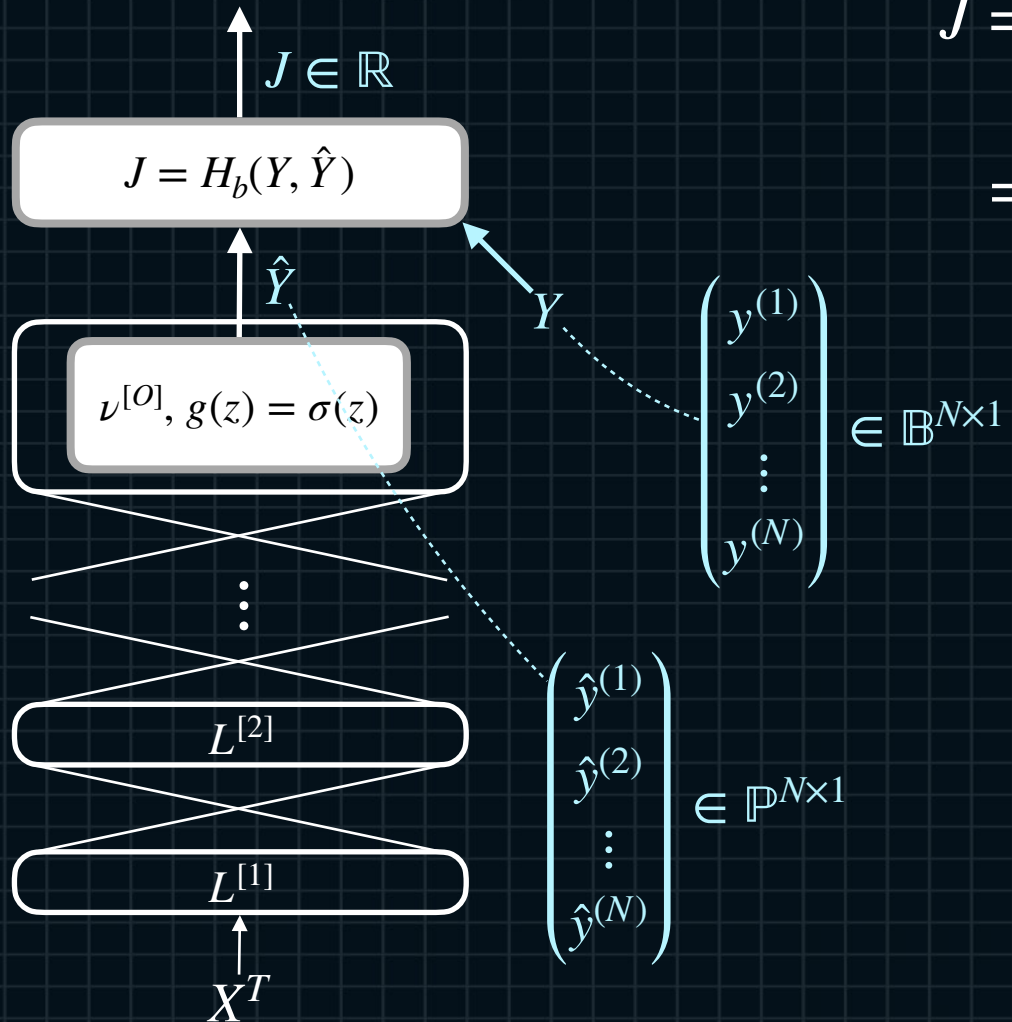 J =
J ∈ ℝ
J = H_b(Y, Ŷ)
=
Ŷ
Y
y^(1)
y^(2)
⋮
y^(N)
∈ 𝔹^{N×1}
ν^[O], g(z) = σ(z)
⋮
ŷ^(1)
ŷ^(2)
⋮
ŷ^(N)
∈ ℙ^{N×1}
L^[2]
L^[1]
X^T